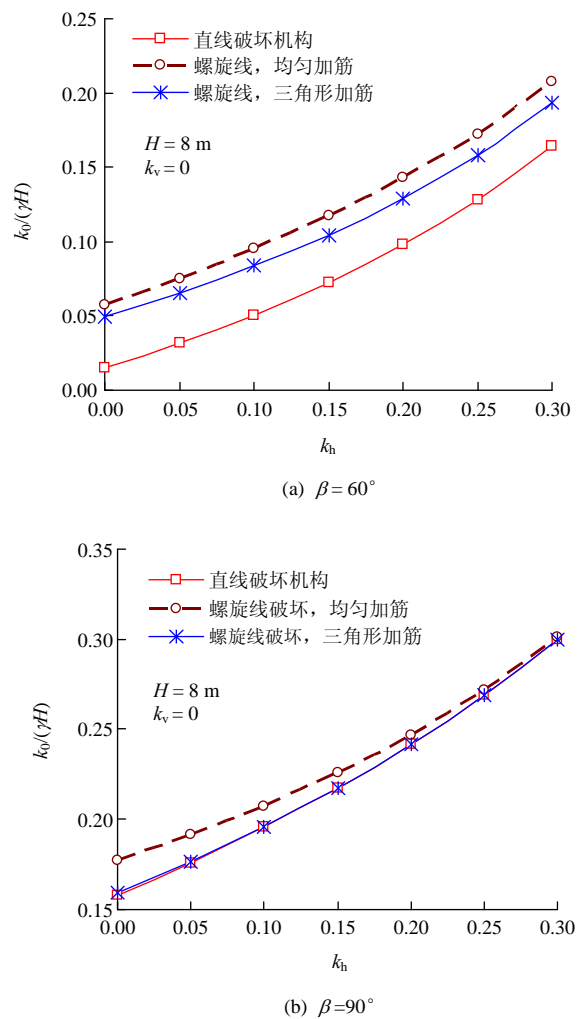 0.25
0.20
0.15
0.10
0.05
0.00
k₀/(γH)
直线破坏机构
螺旋线，均匀加筋
螺旋线，三角形加筋
H = 8 m
kᵥ = 0
0.00 0.05 0.10 0.15 0.20 0.25 0.30
kₕ
(a) β = 60°
0.35
0.30
0.25
0.20
0.15
k₀/(γH)
直线破坏机构
螺旋线破坏，均匀加筋
螺旋线破坏，三角形加筋
H = 8 m
kᵥ = 0
0.00 0.05 0.10 0.15 0.20 0.25 0.30
kₕ
(b) β=90°